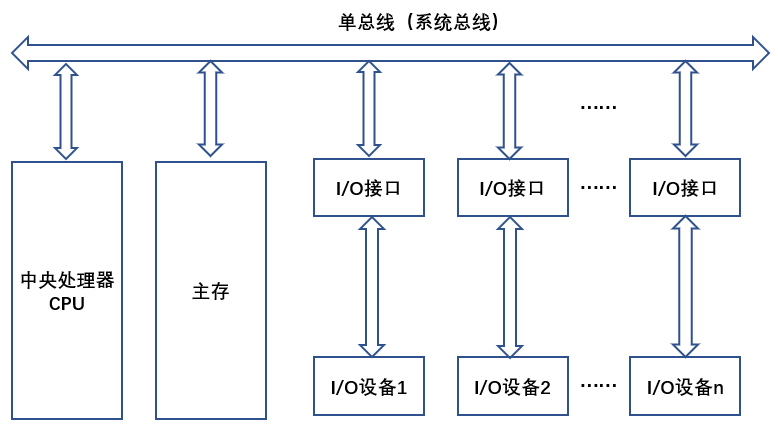 单总线（系统总线）
……
I/O接口
I/O接口
……
I/O接口
中央处理器
CPU
主存
I/O设备1
I/O设备2
……
I/O设备n